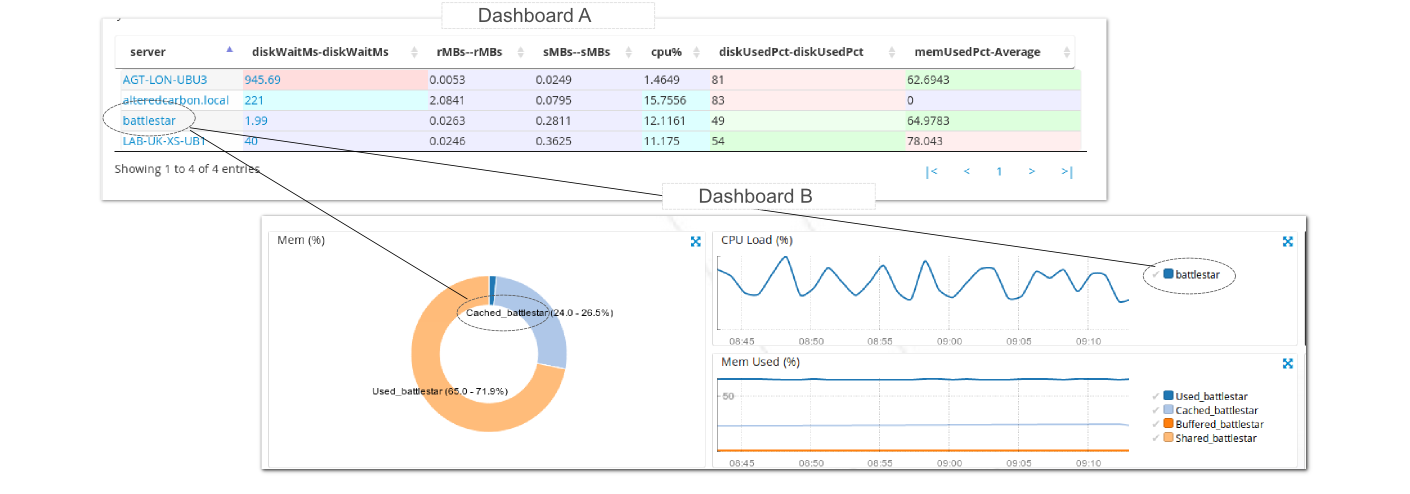 Dashboard A
server diskWaitMs-diskWaitMs rMBs--rMBs sMBs--sMBs cpu% diskUsedPct-diskUsedPct memUsedPct-Average
AGT-LON-UBU3 945.69 0.0053 0.0249 1.4649 81 62.6943
alteredcarbon.local 221 2.0841 0.0795 15.7556 83 0
battlestar 1.99 0.0263 0.2811 12.1161 49 64.9783
LAB-UK-XS-UB1 40 0.0246 0.3625 11.175 54 78.043
Showing 1 to 4 of 4 entries |< < 1 > >|
Dashboard B
Mem (%)
Cached_battlestar (24.0 - 26.5%)
Used_battlestar (65.0 - 71.9%)
CPU Load (%)
battlestar
08:45 08:50 08:55 09:00 09:05 09:10
Mem Used (%)
50
Used_battlestar
Cached_battlestar
Buffered_battlestar
Shared_battlestar
08:45 08:50 08:55 09:00 09:05 09:10